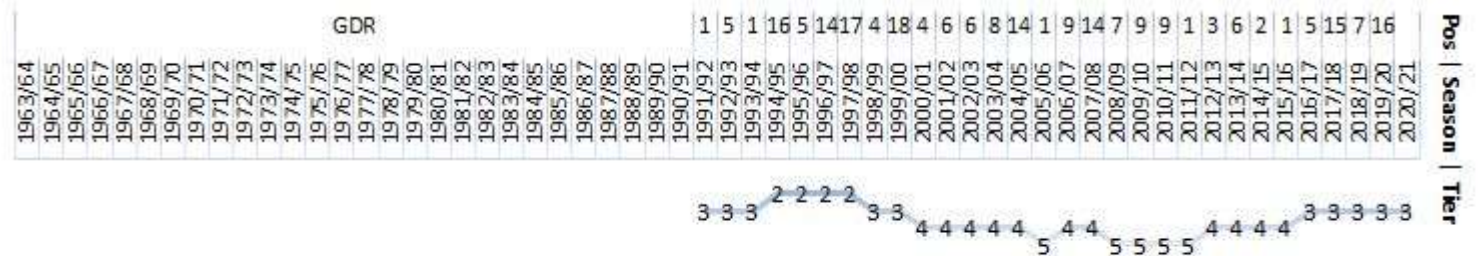 GDR 1 5 1 16 5 14 17 4 18 4 6 6 8 14 1 9 14 7 9 9 1 3 6 2 1 5 15 7 16
1963/64 1964/65 1965/66 1966/67 1967/68 1968/69 1969/70 1970/71 1971/72 1972/73 1973/74 1974/75 1975/76 1976/77 1977/78 1978/79 1979/80 1980/81 1981/82 1982/83 1983/84 1984/85 1985/86 1986/87 1987/88 1988/89 1989/90 1990/91 1991/92 1992/93 1993/94 1994/95 1995/96 1996/97 1997/98 1998/99 1999/00 2000/01 2001/02 2002/03 2003/04 2004/05 2005/06 2006/07 2007/08 2008/09 2009/10 2010/11 2011/12 2012/13 2013/14 2014/15 2015/16 2016/17 2017/18 2018/19 2019/20 2020/21
3 3 3 2 2 2 2 3 3 4 4 4 4 4 5 4 4 5 5 5 5 4 4 4 4 3 3 3 3 3
Pos | Season | Tier